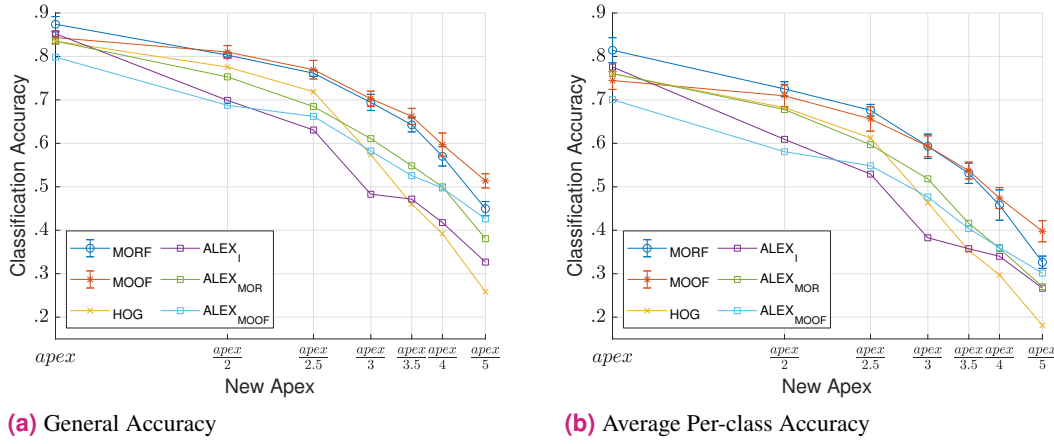 .9
.8
.7
.6
.5
.4
.3
.2
Classification Accuracy
MORF
MOOF
HOG
ALEX_I
ALEX_MOR
ALEX_MOOF
apex
apex/2
apex/2.5
apex/3
apex/3.5
apex/4
apex/5
New Apex
(a) General Accuracy
.9
.8
.7
.6
.5
.4
.3
.2
Classification Accuracy
MORF
MOOF
HOG
ALEX_I
ALEX_MOR
ALEX_MOOF
apex
apex/2
apex/2.5
apex/3
apex/3.5
apex/4
apex/5
New Apex
(b) Average Per-class Accuracy